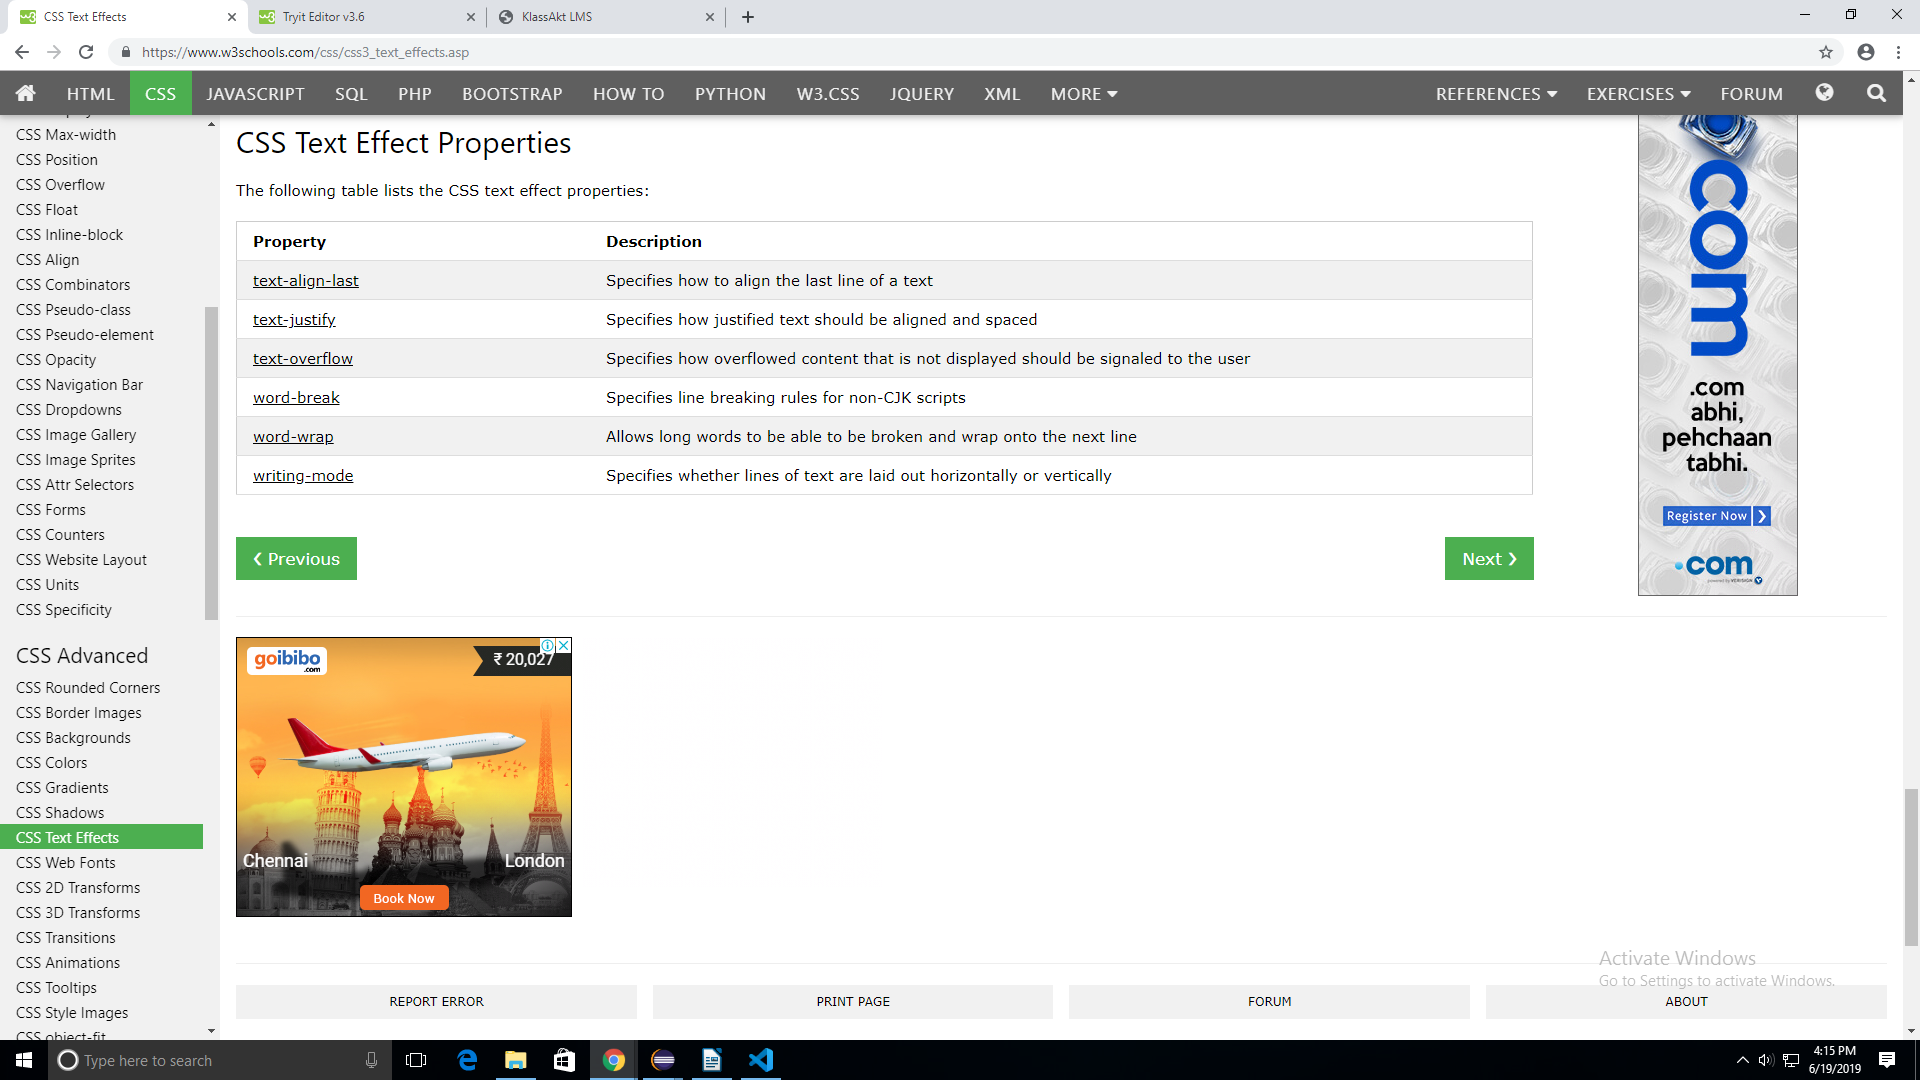 CSS Text Effects
Tryit Editor v3.6
KlassAkt LMS
https://www.w3schools.com/css/css3_text_effects.asp
HTML
CSS
JAVASCRIPT
SQL
PHP
BOOTSTRAP
HOW TO
PYTHON
W3.CSS
JQUERY
XML
MORE
REFERENCES
EXERCISES
FORUM
CSS Max-width
CSS Position
CSS Overflow
CSS Float
CSS Inline-block
CSS Align
CSS Combinators
CSS Pseudo-class
CSS Pseudo-element
CSS Opacity
CSS Navigation Bar
CSS Dropdowns
CSS Image Gallery
CSS Image Sprites
CSS Attr Selectors
CSS Forms
CSS Counters
CSS Website Layout
CSS Units
CSS Specificity
CSS Advanced
CSS Rounded Corners
CSS Border Images
CSS Backgrounds
CSS Colors
CSS Gradients
CSS Shadows
CSS Text Effects
CSS Web Fonts
CSS 2D Transforms
CSS 3D Transforms
CSS Transitions
CSS Animations
CSS Tooltips
CSS Style Images
CSS object-fit
CSS Text Effect Properties
The following table lists the CSS text effect properties:
Property Description
text-align-last Specifies how to align the last line of a text
text-justify Specifies how justified text should be aligned and spaced
text-overflow Specifies how overflowed content that is not displayed should be signaled to the user
word-break Specifies line breaking rules for non-CJK scripts
word-wrap Allows long words to be able to be broken and wrap onto the next line
writing-mode Specifies whether lines of text are laid out horizontally or vertically
❮ Previous
Next ❯
com
.com
abhi,
pehchaan
tabhi.
Register Now
.com
powered by VERISIGN
goibibo
.com
₹ 20,027
Chennai
London
Book Now
Activate Windows
Go to Settings to activate Windows.
REPORT ERROR
PRINT PAGE
FORUM
ABOUT
Type here to search
4:15 PM
6/19/2019